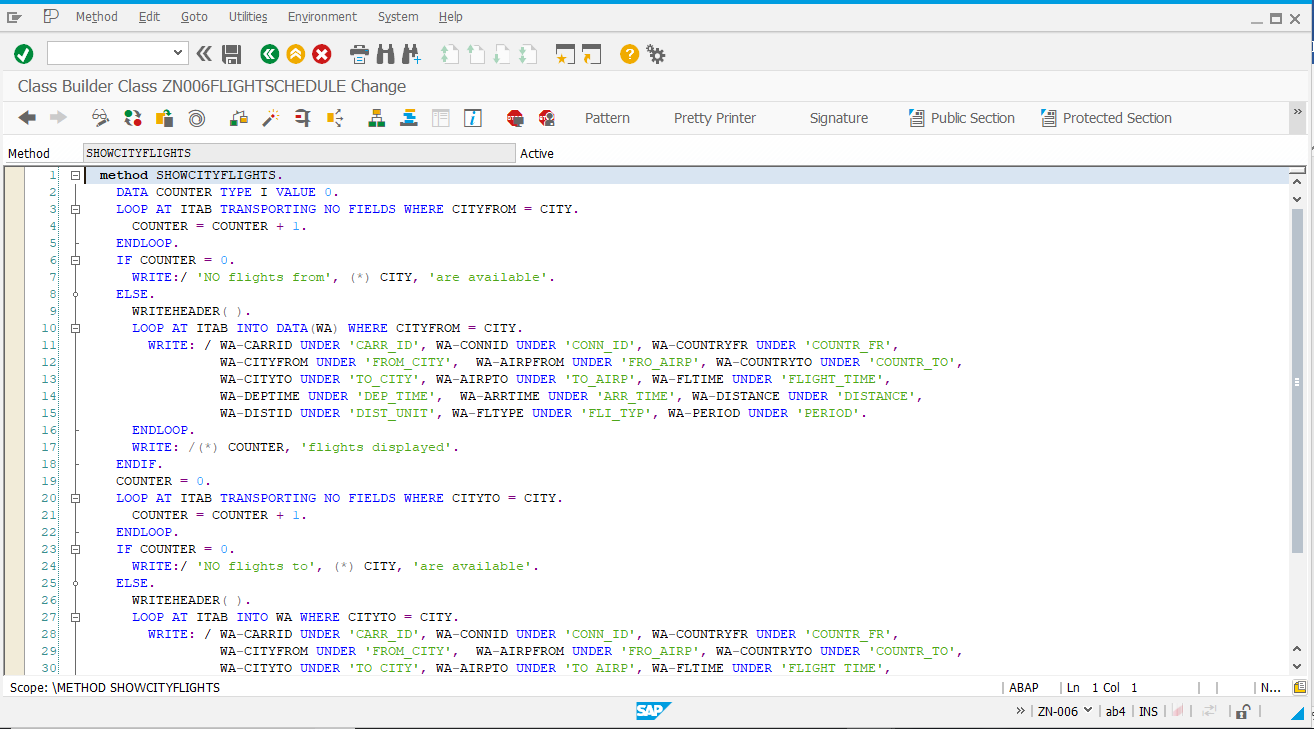 Method Edit Goto Utilities Environment System Help
Class Builder Class ZN006FLIGHTSCHEDULE Change
Pattern Pretty Printer Signature Public Section Protected Section
Method SHOWCITYFLIGHTS Active
1 method SHOWCITYFLIGHTS.
2 DATA COUNTER TYPE I VALUE 0.
3 LOOP AT ITAB TRANSPORTING NO FIELDS WHERE CITYFROM = CITY.
4 COUNTER = COUNTER + 1.
5 ENDLOOP.
6 IF COUNTER = 0.
7 WRITE:/ 'NO flights from', (*) CITY, 'are available'.
8 ELSE.
9 WRITEHEADER( ).
10 LOOP AT ITAB INTO DATA(WA) WHERE CITYFROM = CITY.
11 WRITE: / WA-CARRID UNDER 'CARR_ID', WA-CONNID UNDER 'CONN_ID', WA-COUNTRYFR UNDER 'COUNTR_FR',
12 WA-CITYFROM UNDER 'FROM_CITY', WA-AIRPFROM UNDER 'FRO_AIRP', WA-COUNTRYTO UNDER 'COUNTR_TO',
13 WA-CITYTO UNDER 'TO_CITY', WA-AIRPTO UNDER 'TO_AIRP', WA-FLTIME UNDER 'FLIGHT_TIME',
14 WA-DEPTIME UNDER 'DEP_TIME', WA-ARRTIME UNDER 'ARR_TIME', WA-DISTANCE UNDER 'DISTANCE',
15 WA-DISTID UNDER 'DIST_UNIT', WA-FLTYPE UNDER 'FLI_TYP', WA-PERIOD UNDER 'PERIOD'.
16 ENDLOOP.
17 WRITE: /(*) COUNTER, 'flights displayed'.
18 ENDIF.
19 COUNTER = 0.
20 LOOP AT ITAB TRANSPORTING NO FIELDS WHERE CITYTO = CITY.
21 COUNTER = COUNTER + 1.
22 ENDLOOP.
23 IF COUNTER = 0.
24 WRITE:/ 'NO flights to', (*) CITY, 'are available'.
25 ELSE.
26 WRITEHEADER( ).
27 LOOP AT ITAB INTO WA WHERE CITYTO = CITY.
28 WRITE: / WA-CARRID UNDER 'CARR_ID', WA-CONNID UNDER 'CONN_ID', WA-COUNTRYFR UNDER 'COUNTR_FR',
29 WA-CITYFROM UNDER 'FROM_CITY', WA-AIRPFROM UNDER 'FRO_AIRP', WA-COUNTRYTO UNDER 'COUNTR_TO',
30 WA-CITYTO UNDER 'TO_CITY', WA-AIRPTO UNDER 'TO_AIRP', WA-FLTIME UNDER 'FLIGHT_TIME',
Scope: \METHOD SHOWCITYFLIGHTS ABAP Ln 1 Col 1 N...
SAP ZN-006 ab4 INS